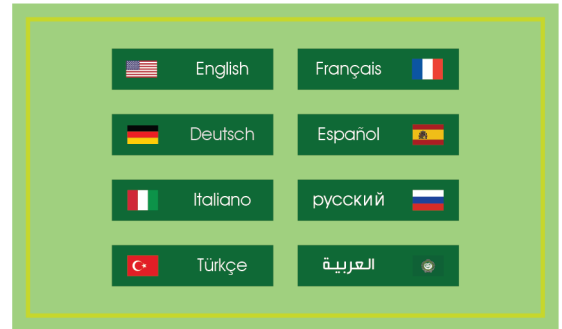 English
Français
Deutsch
Español
Italiano
русский
Türkçe
العربية